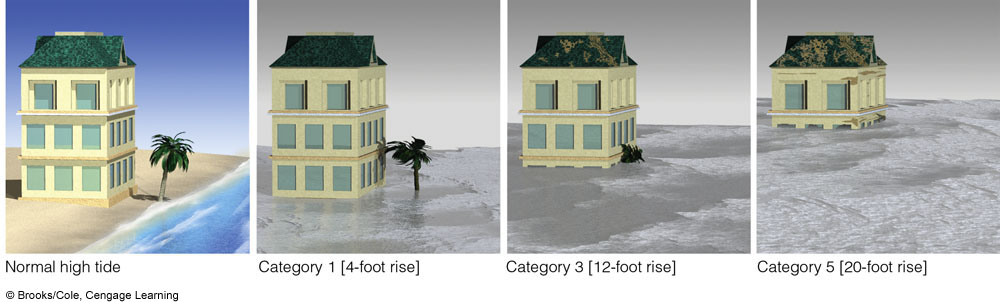 Normal high tide
Category 1 [4-foot rise]
Category 3 [12-foot rise]
Category 5 [20-foot rise]
© Brooks/Cole, Cengage Learning